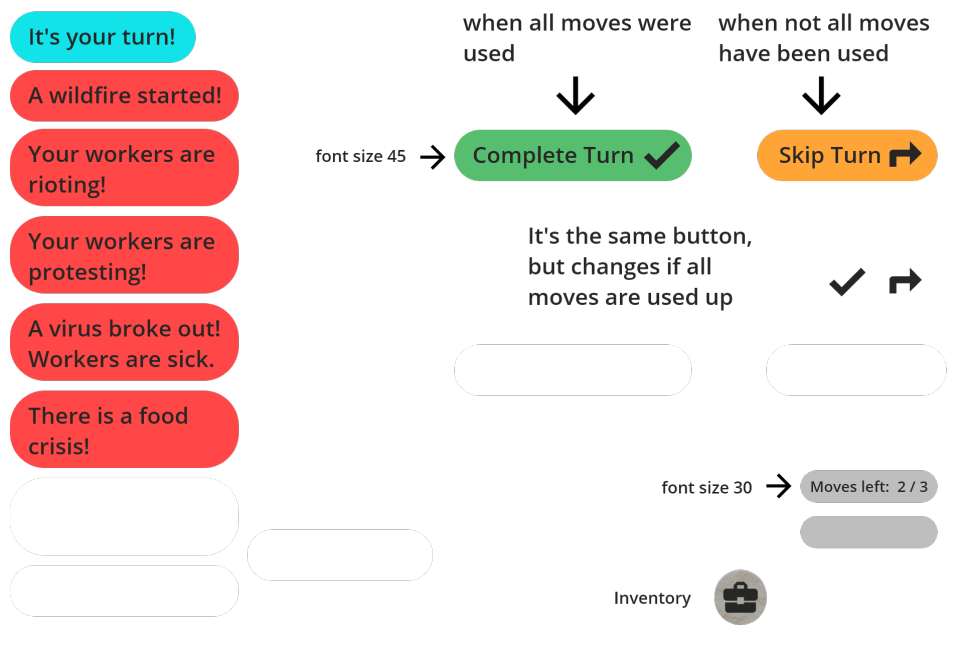 It's your turn!
A wildfire started!
Your workers are
rioting!
Your workers are
protesting!
A virus broke out!
Workers are sick.
There is a food
crisis!
when all moves were
used
when not all moves
have been used
font size 45
Complete Turn
Skip Turn
It's the same button,
but changes if all
moves are used up
font size 30
Moves left: 2 / 3
Inventory